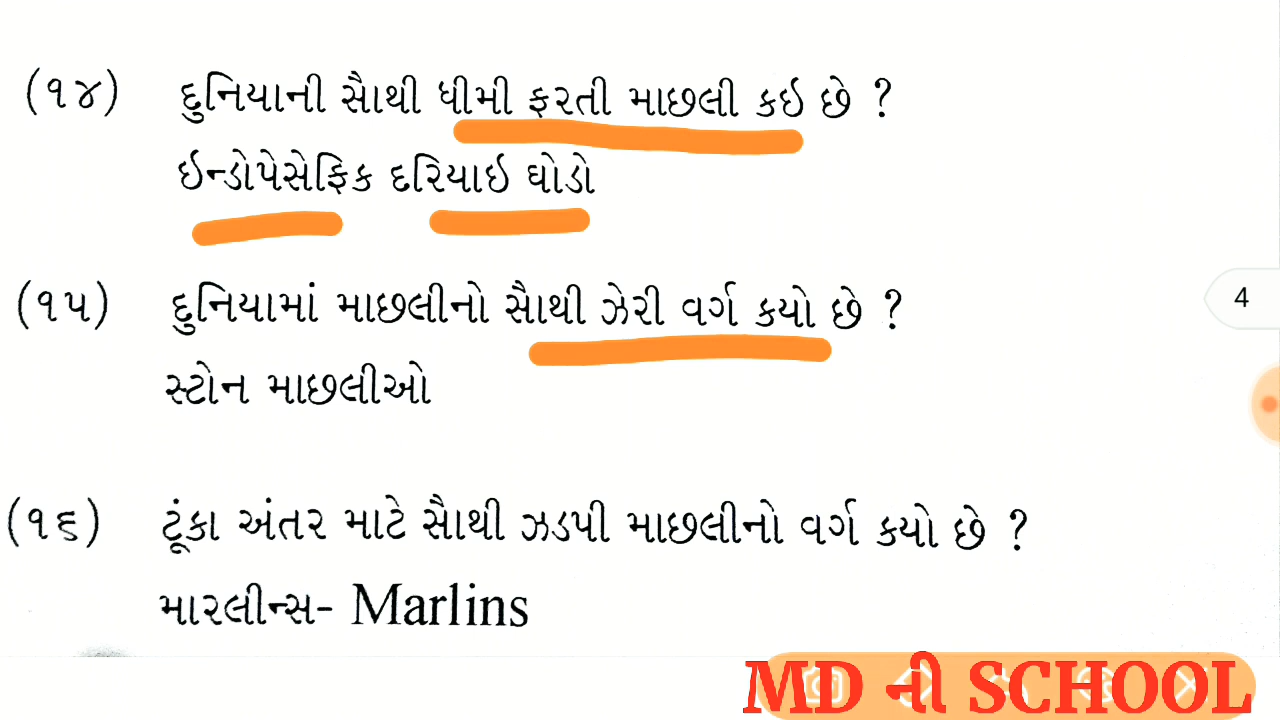 (૧૪) દુનિયાની સૈાથી ધીમી ફરતી માછલી કઇ છે ?
ઇન્ડોપેસેફિક દરિયાઇ ઘોડો
(૧૫) દુનિયામાં માછલીનો સૈાથી ઝેરી વર્ગ કયો છે ?
4
સ્ટોન માછલીઓ
(૧૬) ટૂંકા અંતર માટે સૈાથી ઝડપી માછલીનો વર્ગ કયો છે ?
મારલીન્સ- Marlins
MD ની SCHOOL